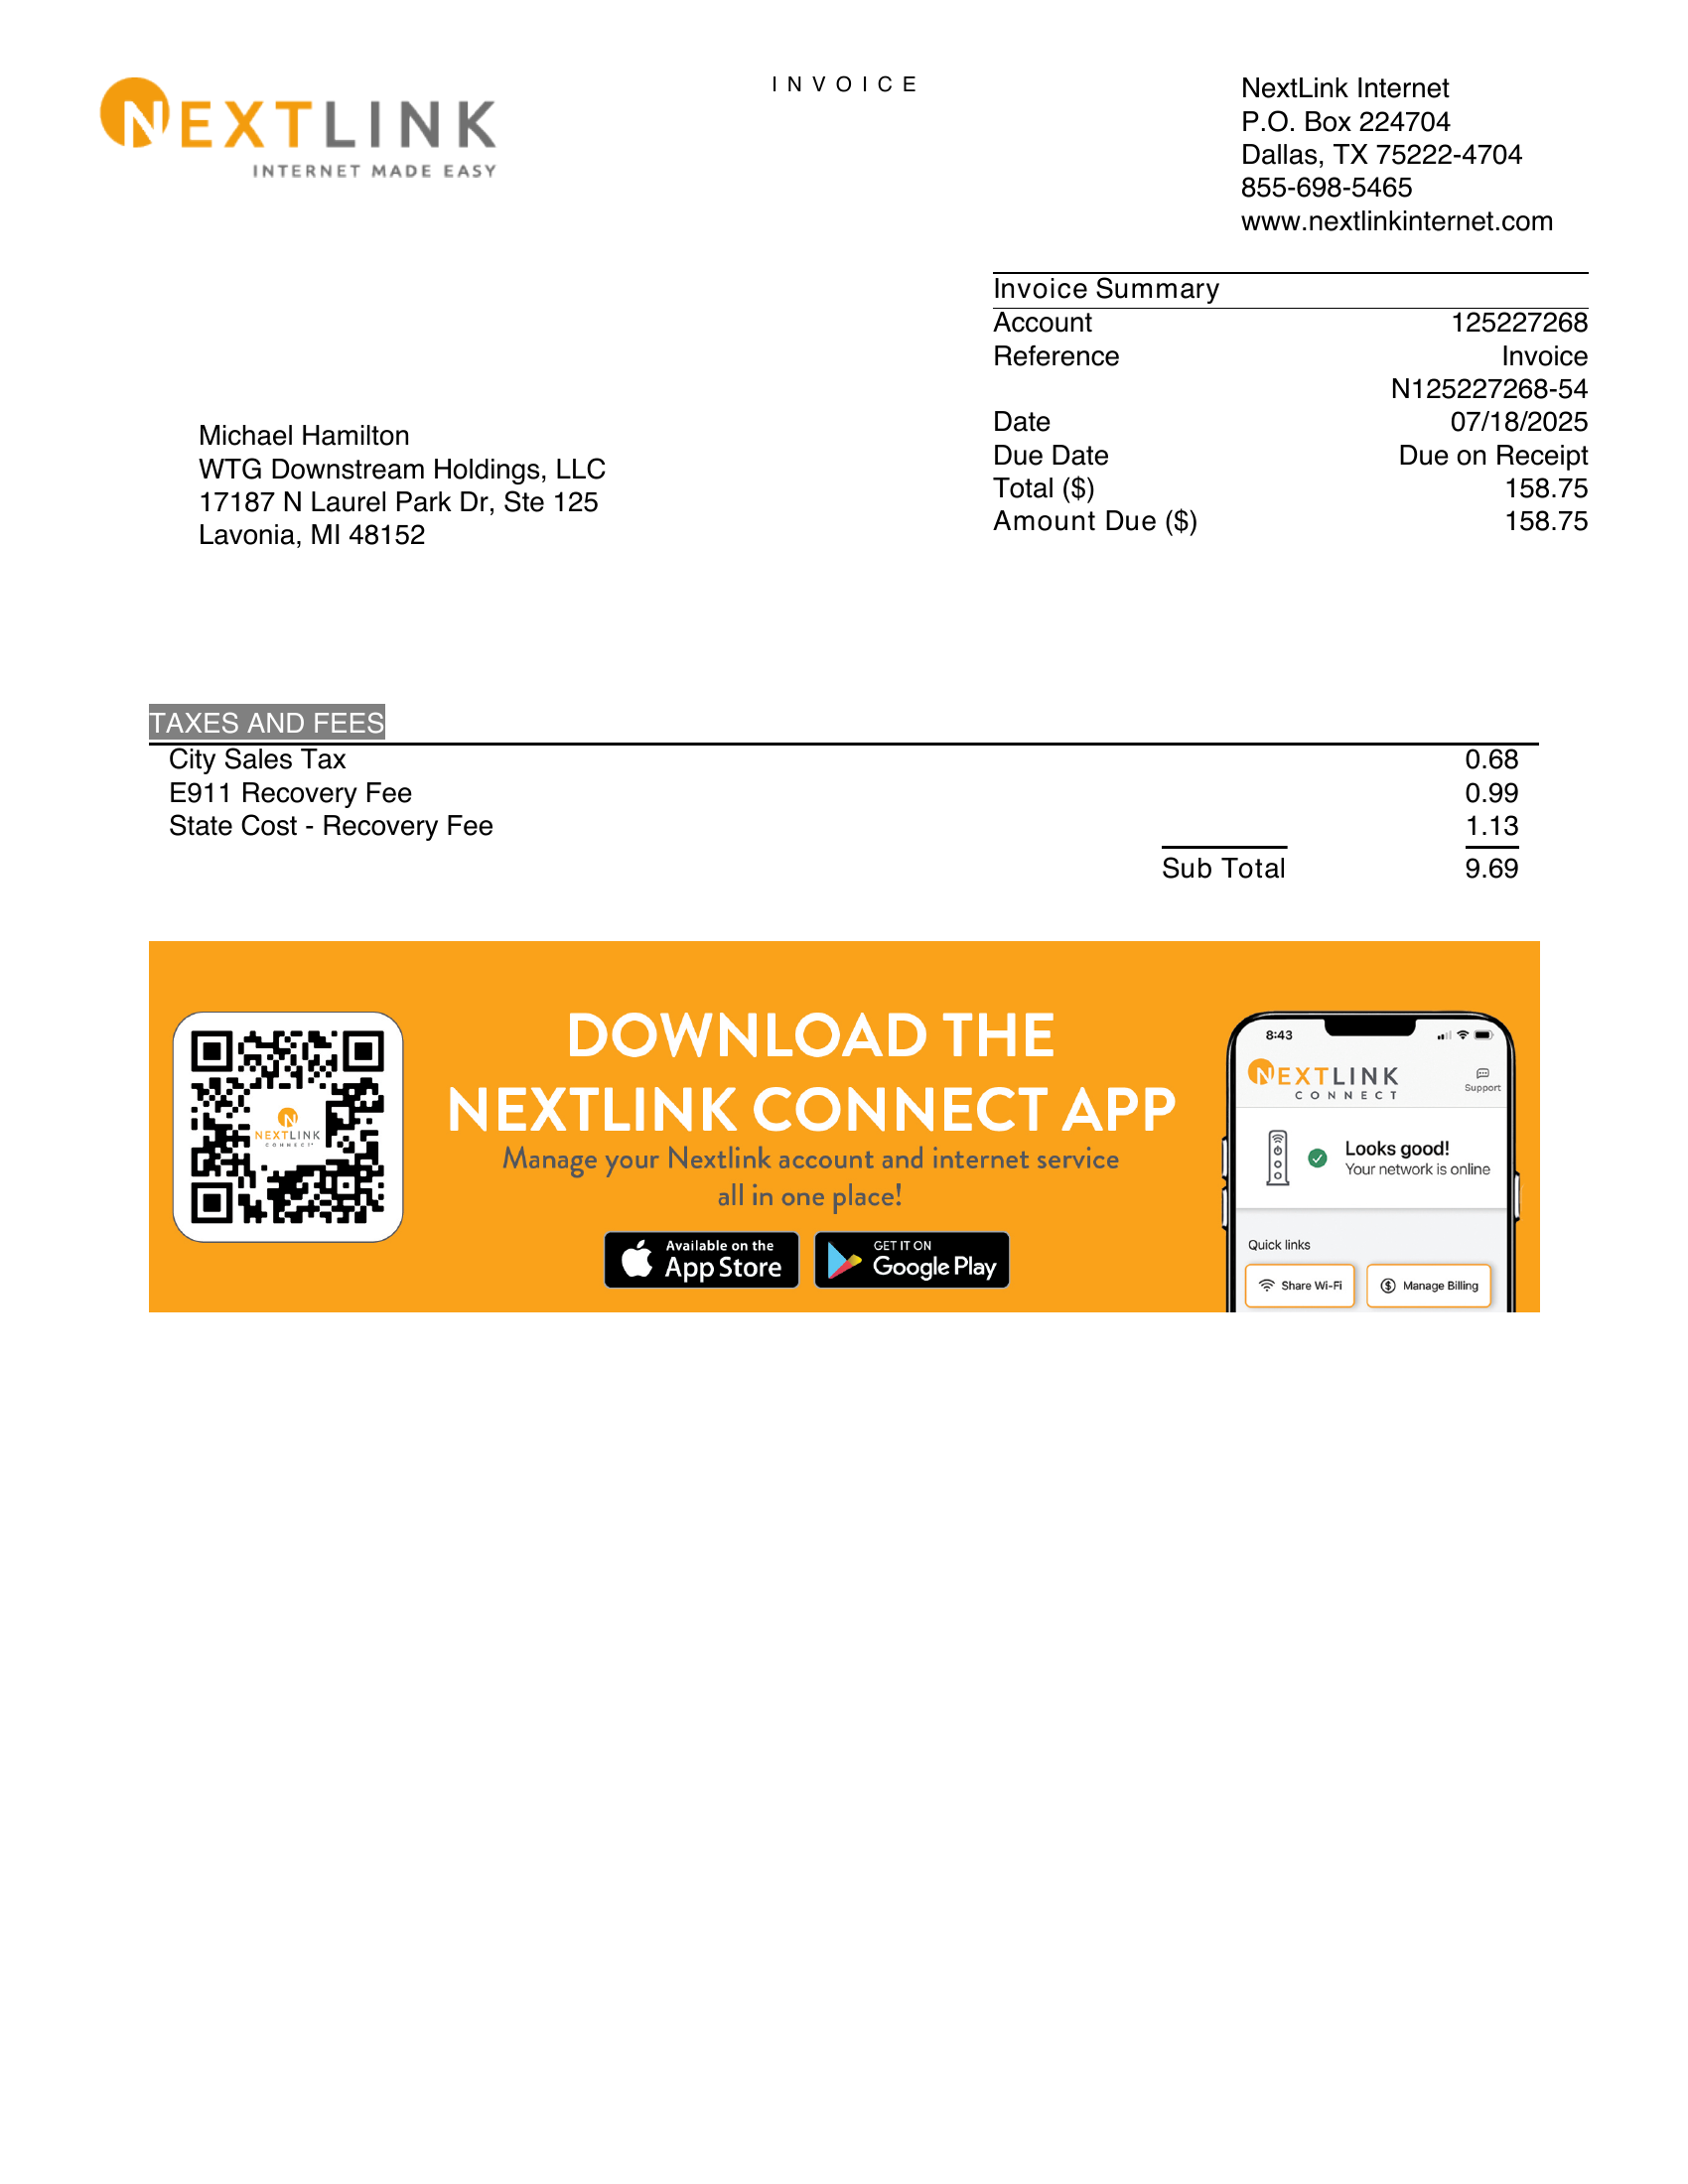 NEXTLINK
INTERNET MADE EASY
INVOICE
NextLink Internet
P.O. Box 224704
Dallas, TX 75222-4704
855-698-5465
www.nextlinkinternet.com
Invoice Summary
Account 125227268
Reference Invoice
N125227268-54
Date 07/18/2025
Due Date Due on Receipt
Total ($) 158.75
Amount Due ($) 158.75
Michael Hamilton
WTG Downstream Holdings, LLC
17187 N Laurel Park Dr, Ste 125
Lavonia, MI 48152
TAXES AND FEES
City Sales Tax 0.68
E911 Recovery Fee 0.99
State Cost - Recovery Fee 1.13
Sub Total 9.69
NEXTLINK
CONNECT
DOWNLOAD THE
NEXTLINK CONNECT APP
Manage your Nextlink account and internet service
all in one place!
Available on the
App Store
GET IT ON
Google Play
8:43
NEXTLINK
CONNECT
Support
Looks good!
Your network is online
Quick links
Share Wi-Fi
Manage Billing